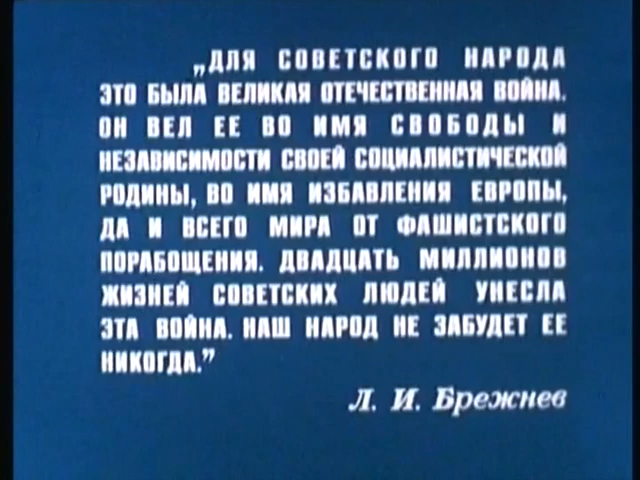 „ДЛЯ СОВЕТСКОГО НАРОДА
ЭТО БЫЛА ВЕЛИКАЯ ОТЕЧЕСТВЕННАЯ ВОЙНА.
ОН ВЕЛ ЕЕ ВО ИМЯ СВОБОДЫ И
НЕЗАВИСИМОСТИ СВОЕЙ СОЦИАЛИСТИЧЕСКОЙ
РОДИНЫ, ВО ИМЯ ИЗБАВЛЕНИЯ ЕВРОПЫ,
ДА И ВСЕГО МИРА ОТ ФАШИСТСКОГО
ПОРАБОЩЕНИЯ. ДВАДЦАТЬ МИЛЛИОНОВ
ЖИЗНЕЙ СОВЕТСКИХ ЛЮДЕЙ УНЕСЛА
ЭТА ВОЙНА. НАШ НАРОД НЕ ЗАБУДЕТ ЕЕ
НИКОГДА.”
Л. И. Брежнев